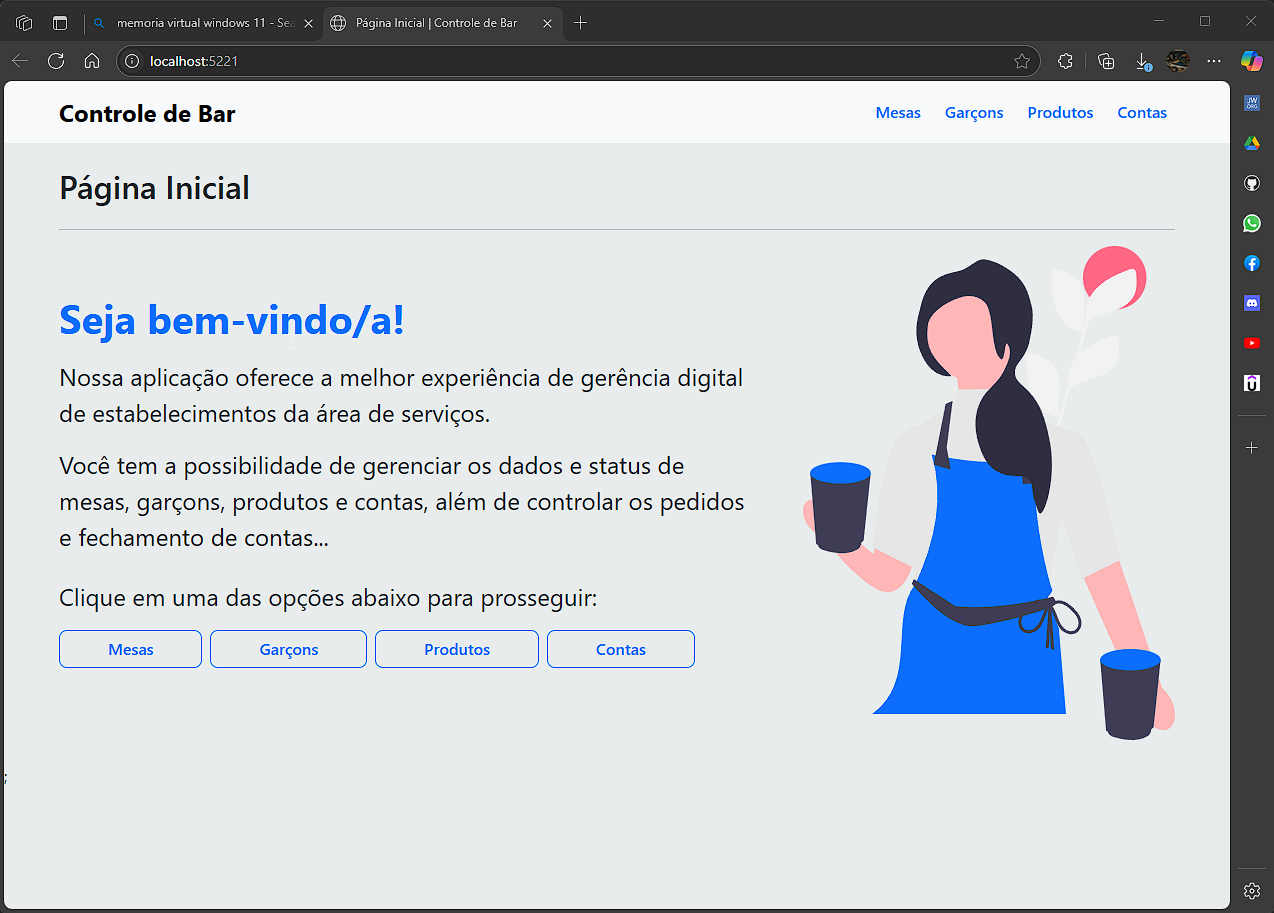 memoria virtual windows 11 - Sea
Página Inicial | Controle de Bar
localhost:5221
Controle de Bar
Mesas
Garçons
Produtos
Contas
JW.ORG
Página Inicial
Seja bem-vindo/a!
Nossa aplicação oferece a melhor experiência de gerência digital
de estabelecimentos da área de serviços.
Você tem a possibilidade de gerenciar os dados e status de
mesas, garçons, produtos e contas, além de controlar os pedidos
e fechamento de contas...
Clique em uma das opções abaixo para prosseguir:
Mesas
Garçons
Produtos
Contas
;